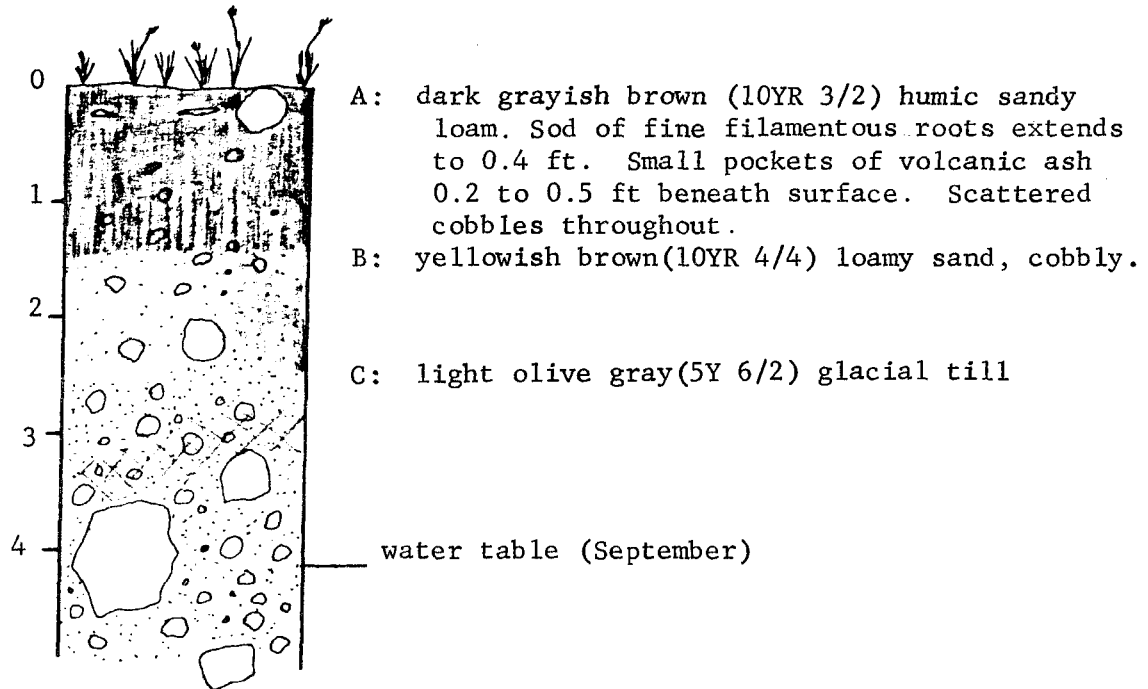 0
A: dark grayish brown (10YR 3/2) humic sandy
loam. Sod of fine filamentous roots extends
to 0.4 ft. Small pockets of volcanic ash
1
0.2 to 0.5 ft beneath surface. Scattered
cobbles throughout.
B: yellowish brown(10YR 4/4) loamy sand, cobbly.
2
C: light olive gray(5Y 6/2) glacial till
3
4
water table (September)